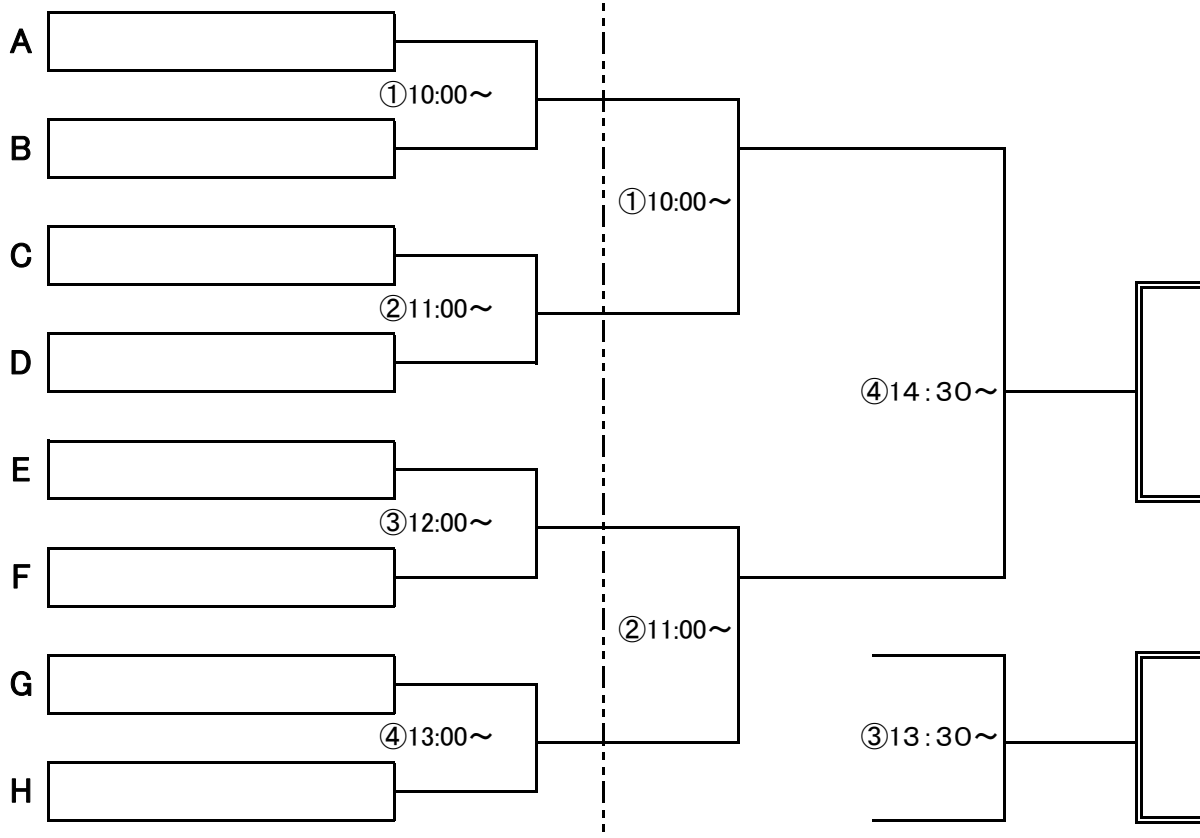 A
①10:00～
B
①10:00～
C
②11:00～
D
④14：30～
E
③12:00～
F
②11:00～
G
④13:00～
③13：30～
H